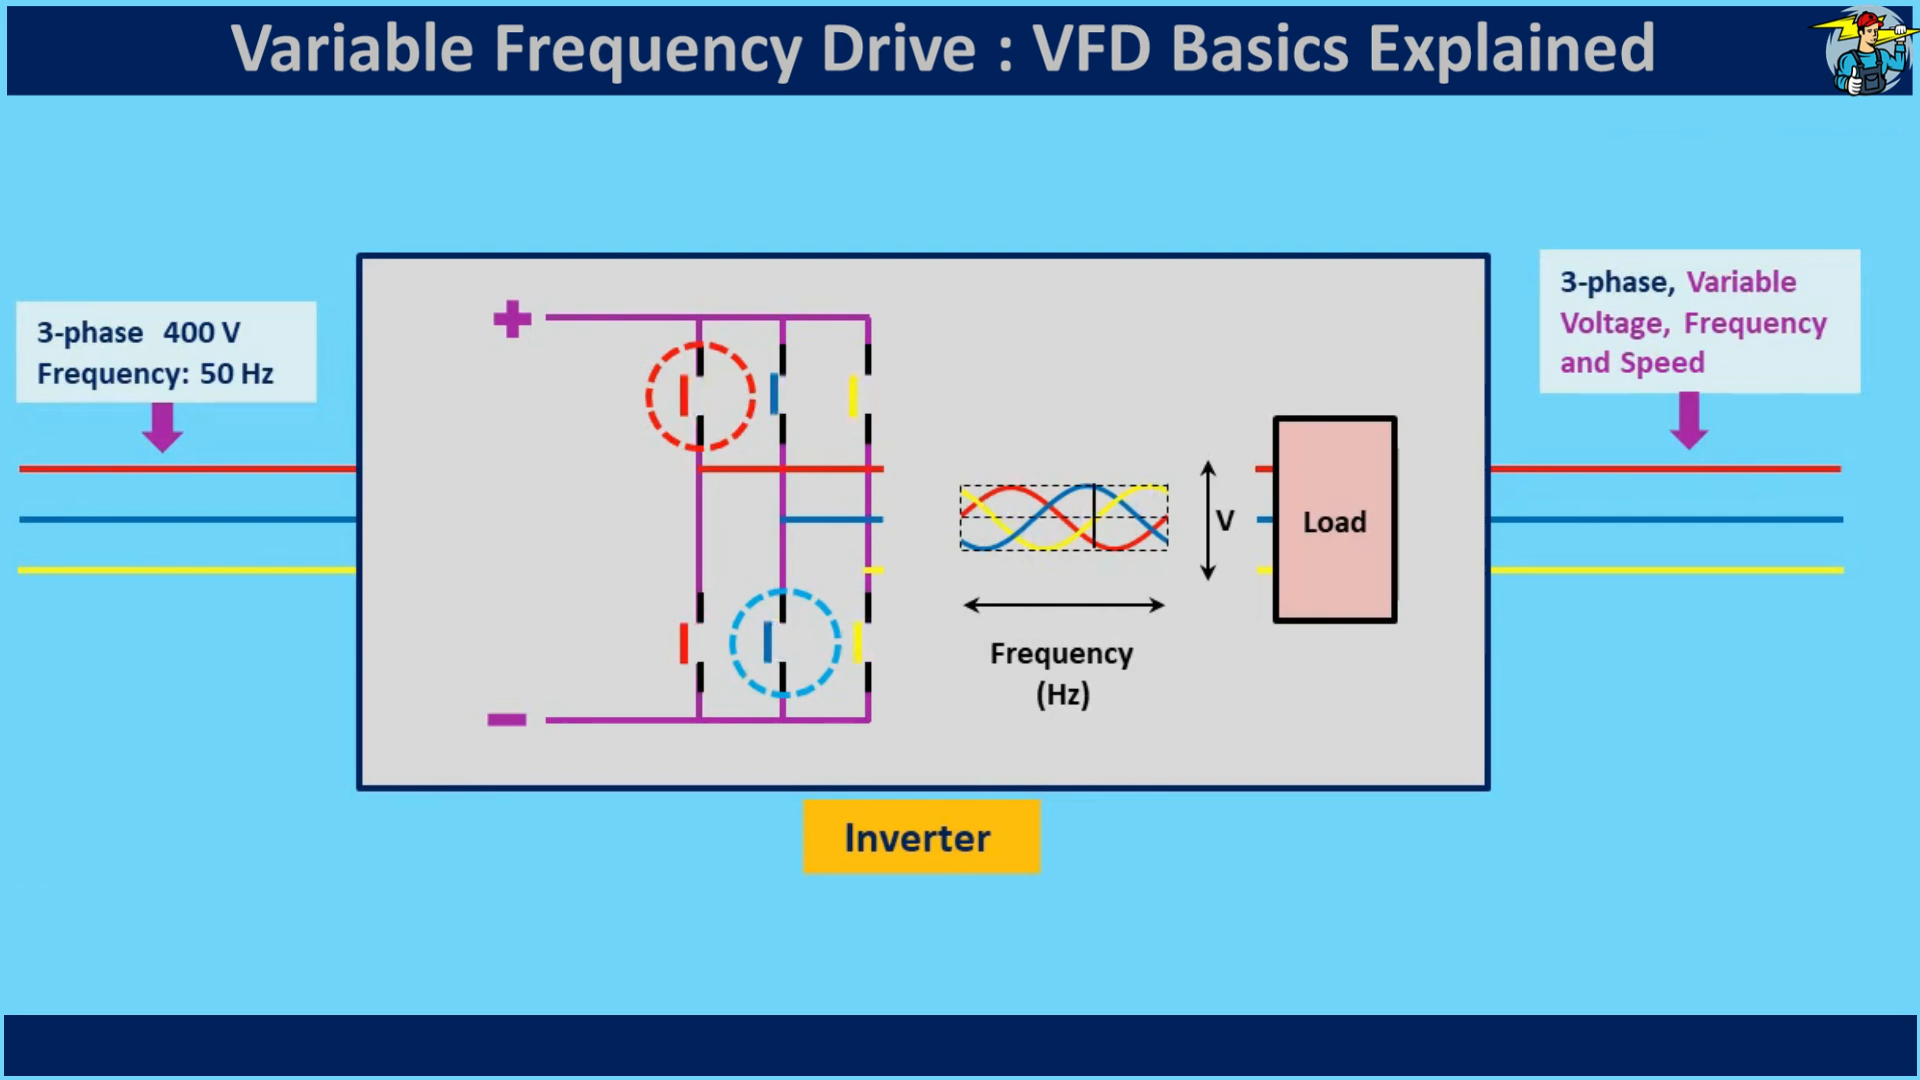 Variable Frequency Drive : VFD Basics Explained
3-phase 400 V
Frequency: 50 Hz
3-phase, Variable
Voltage, Frequency
and Speed
V
Load
Frequency
(Hz)
Inverter